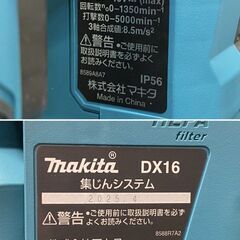 回転数n₀0-1350min⁻¹
打撃数0-5000min⁻¹
3軸合成値:8.5m/s²
⚠警告•ご使用前に
必ず取扱説明書をよく
お読みください。
8589A8A7
IP56
株式会社マキタ
Made in China
filter
makita DX16
集じんシステム
2025.4
⚠警告•ご使用前に必ず
取扱説明書をよくお読み
ください。
8588R7A2